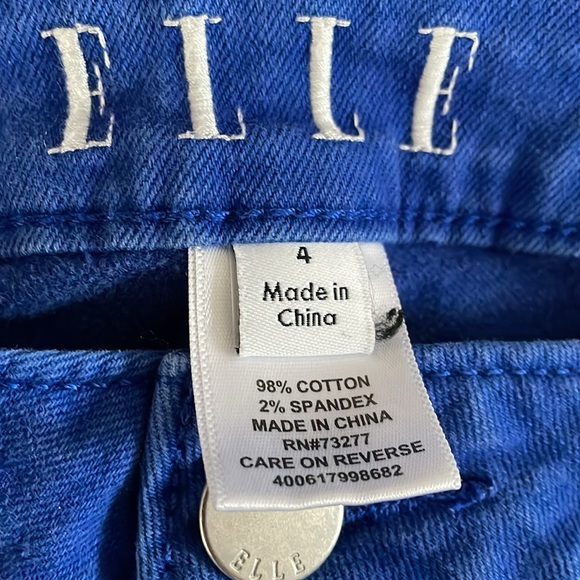 ELLE
4
Made in
China
98% COTTON
2% SPANDEX
MADE IN CHINA
RN#73277
CARE ON REVERSE
400617998682
ELLE